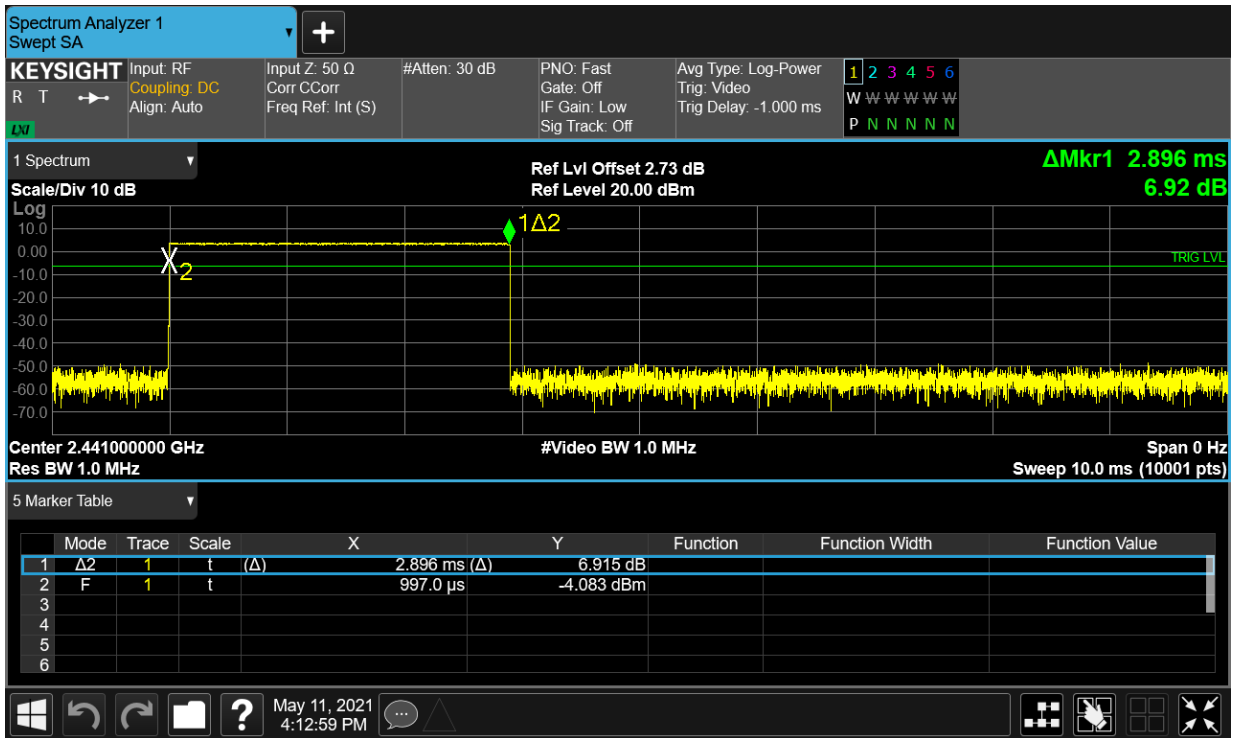 Spectrum Analyzer 1
Swept SA
KEYSIGHT
R T
LXI
Input: RF
Coupling: DC
Align: Auto
Input Z: 50 Ω
Corr CCorr
Freq Ref: Int (S)
#Atten: 30 dB
PNO: Fast
Gate: Off
IF Gain: Low
Sig Track: Off
Avg Type: Log-Power
Trig: Video
Trig Delay: -1.000 ms
1 2 3 4 5 6
W W W W W W
P N N N N N
1 Spectrum
Scale/Div 10 dB
Ref Lvl Offset 2.73 dB
Ref Level 20.00 dBm
ΔMkr1 2.896 ms
6.92 dB
Log
10.0
0.00
-10.0
-20.0
-30.0
-40.0
-50.0
-60.0
-70.0
1Δ2
2
TRIG LVL
Center 2.441000000 GHz #Video BW 1.0 MHz Span 0 Hz
Res BW 1.0 MHz Sweep 10.0 ms (10001 pts)
5 Marker Table
Mode Trace Scale X Y Function Function Width Function Value
1 Δ2 1 t (Δ) 2.896 ms (Δ) 6.915 dB
2 F 1 t 997.0 µs -4.083 dBm
3
4
5
6
? May 11, 2021
4:12:59 PM